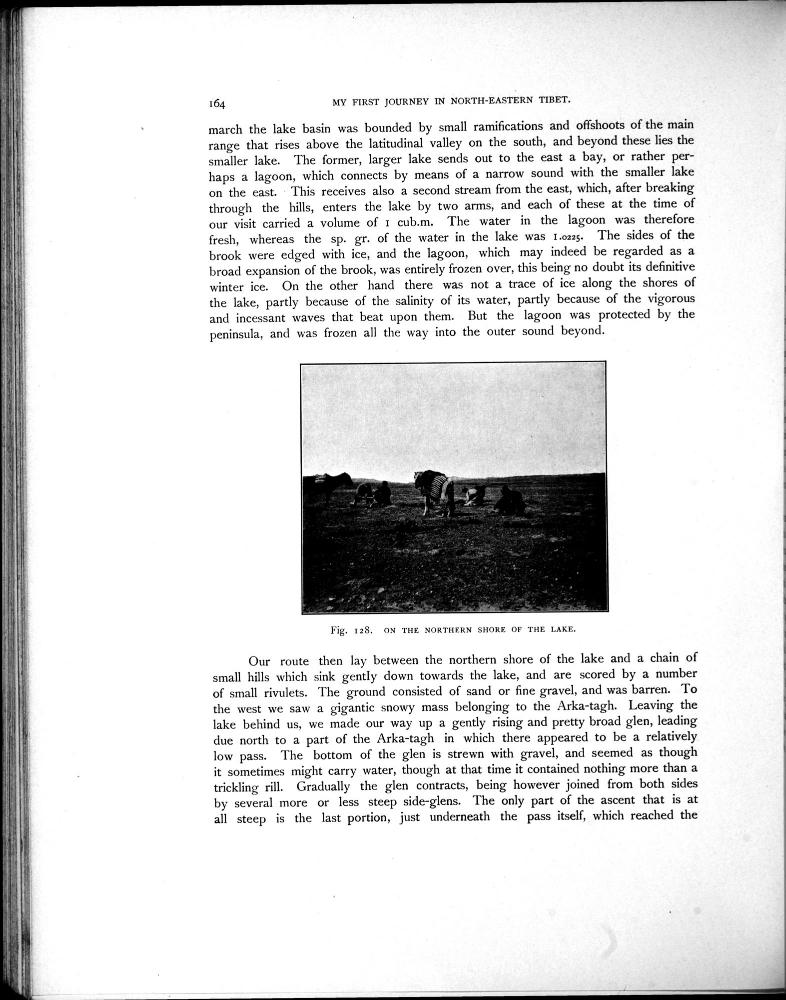 164 MY FIRST JOURNEY IN NORTH-EASTERN TIBET.
march the lake basin was bounded by small ramifications and offshoots of the main
range that rises above the latitudinal valley on the south, and beyond these lies the
smaller lake. The former, larger lake sends out to the east a bay, or rather per-
haps a lagoon, which connects by means of a narrow sound with the smaller lake
on the east. This receives also a second stream from the east, which, after breaking
through the hills, enters the lake by two arms, and each of these at the time of
our visit carried a volume of 1 cub.m. The water in the lagoon was therefore
fresh, whereas the sp. gr. of the water in the lake was 1.0225. The sides of the
brook were edged with ice, and the lagoon, which may indeed be regarded as a
broad expansion of the brook, was entirely frozen over, this being no doubt its definitive
winter ice. On the other hand there was not a trace of ice along the shores of
the lake, partly because of the salinity of its water, partly because of the vigorous
and incessant waves that beat upon them. But the lagoon was protected by the
peninsula, and was frozen all the way into the outer sound beyond.
Fig. 128. ON THE NORTHERN SHORE OF THE LAKE.
Our route then lay between the northern shore of the lake and a chain of
small hills which sink gently down towards the lake, and are scored by a number
of small rivulets. The ground consisted of sand or fine gravel, and was barren. To
the west we saw a gigantic snowy mass belonging to the Arka-tagh. Leaving the
lake behind us, we made our way up a gently rising and pretty broad glen, leading
due north to a part of the Arka-tagh in which there appeared to be a relatively
low pass. The bottom of the glen is strewn with gravel, and seemed as though
it sometimes might carry water, though at that time it contained nothing more than a
trickling rill. Gradually the glen contracts, being however joined from both sides
by several more or less steep side-glens. The only part of the ascent that is at
all steep is the last portion, just underneath the pass itself, which reached the